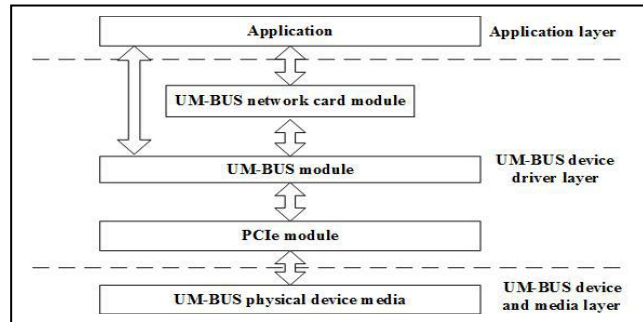 Application
Application layer
UM-BUS network card module
UM-BUS module
UM-BUS device
driver layer
PCIe module
UM-BUS physical device media
UM-BUS device
and media layer